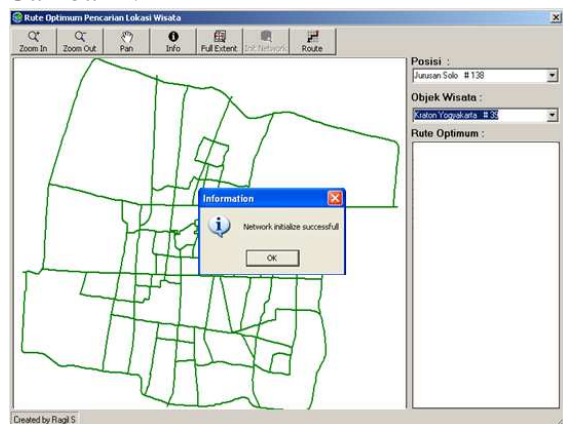 Rute Optimum Pencarian Lokasi Wisata
Zoom In Zoom Out Pan Info Full Extent Init Network Route
Posisi :
Jurusan Solo # 138
Objek Wisata :
Kraton Yogyakarta # 35
Rute Optimum :
Information
Network initialize successfull
OK
Created by Ragil S